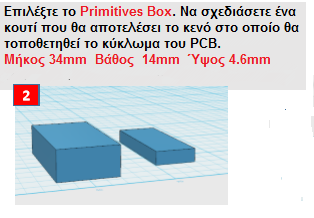 Επιλέξτε το Primitives Box. Να σχεδιάσετε ένα
κουτί που θα αποτελέσει το κενό στο οποίο θα
τοποθετηθεί το κύκλωμα του PCB.
Μήκος 34mm Βάθος 14mm Ύψος 4.6mm
2